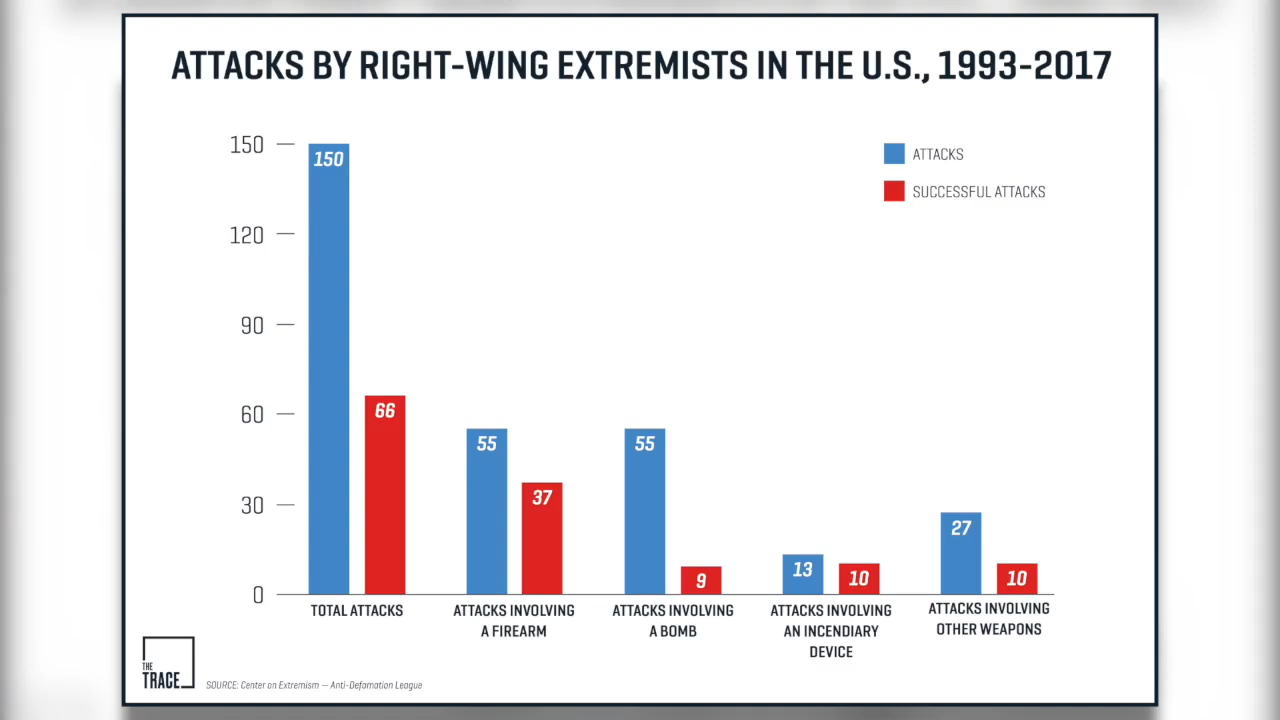 ATTACKS BY RIGHT-WING EXTREMISTS IN THE U.S., 1993-2017
150
120
90
60
30
0
ATTACKS
SUCCESSFUL ATTACKS
150
66
55
37
55
9
13
10
27
10
TOTAL ATTACKS
ATTACKS INVOLVING
A FIREARM
ATTACKS INVOLVING
A BOMB
ATTACKS INVOLVING
AN INCENDIARY
DEVICE
ATTACKS INVOLVING
OTHER WEAPONS
THE
TRACE
SOURCE: Center on Extremism — Anti-Defamation League